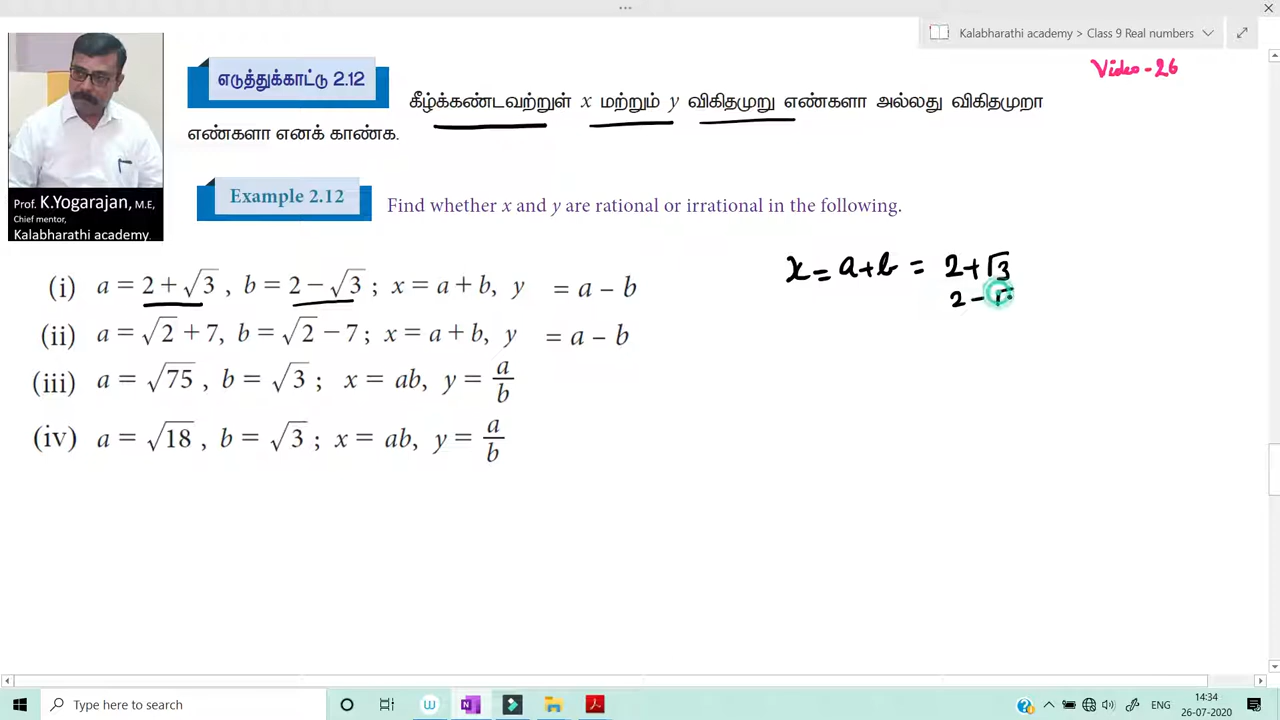 Kalabharathi academy > Class 9 Real numbers
Video-26
எடுத்துக்காட்டு 2.12
கீழ்க்கண்டவற்றுள் x மற்றும் y விகிதமுறு எண்களா அல்லது விகிதமுறா
எண்களா எனக் காண்க.
Example 2.12
Find whether x and y are rational or irrational in the following.
Prof. K.Yogarajan, M.E,
Chief mentor,
Kalabharathi academy
(i) a = 2 + √3 , b = 2 − √3 ; x = a + b, y = a − b
(ii) a = √2 + 7, b = √2 − 7 ; x = a + b, y = a − b
(iii) a = √75 , b = √3 ; x = ab, y = a/b
(iv) a = √18 , b = √3 ; x = ab, y = a/b
x = a+b = 2+√3
2 −
Type here to search
ENG
14:34
26-07-2020